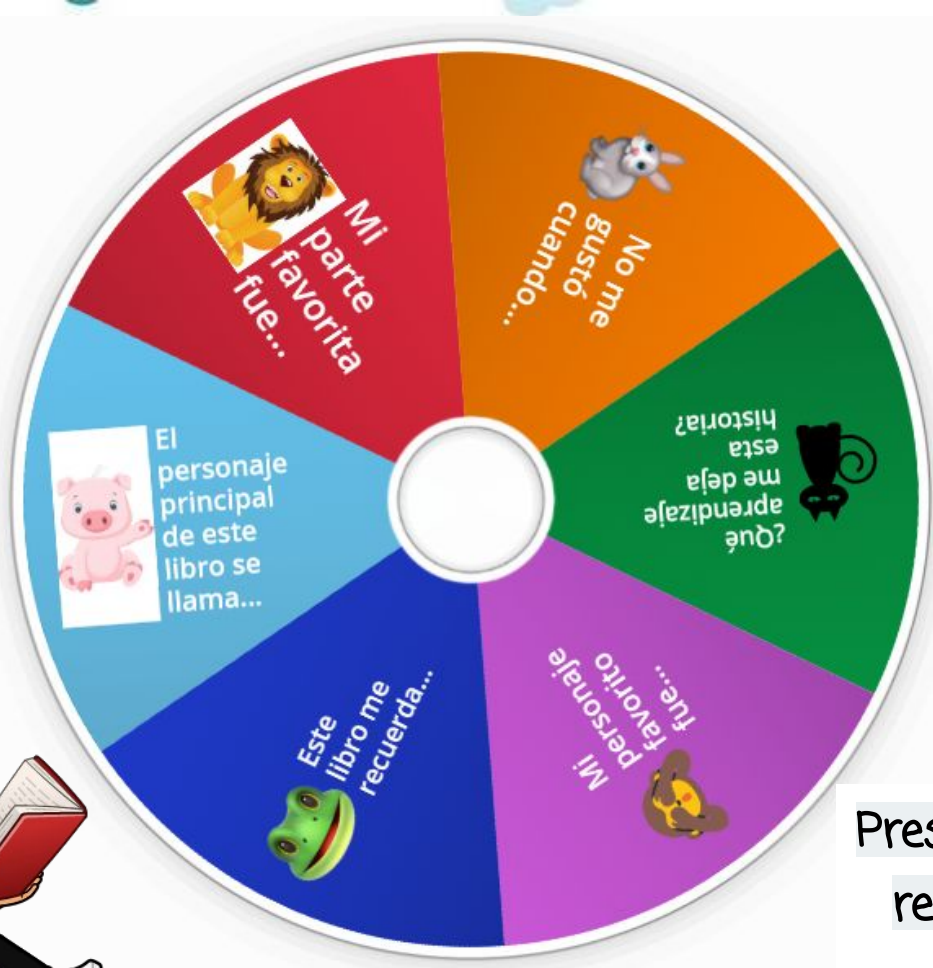 Mi
parte
favorita
fue...
No me
gustó
cuando...
¿Qué
aprendizaje
me deja
esta
historia?
Mi
personaje
favorito
fue...
Este
libro me
recuerda...
El
personaje
principal
de este
libro se
llama...